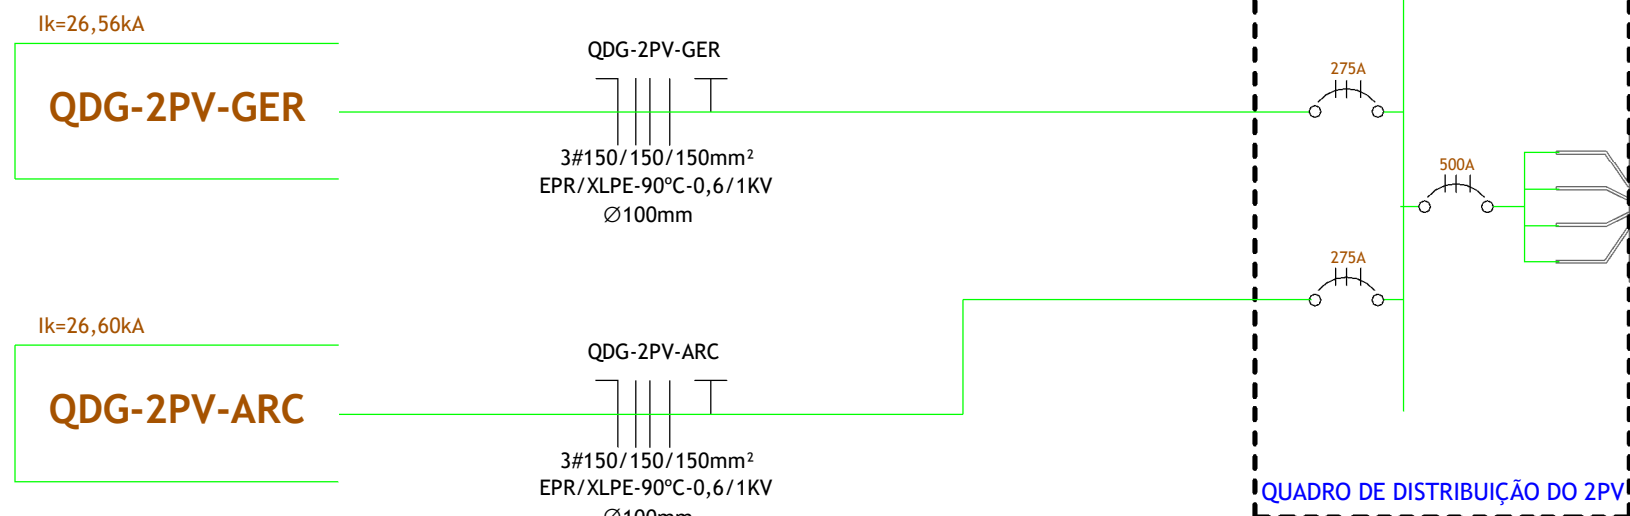 Ik=26,56kA
QDG-2PV-GER
QDG-2PV-GER
3#150/150/150mm²
EPR/XLPE-90ºC-0,6/1KV
∅100mm
275A
500A
275A
Ik=26,60kA
QDG-2PV-ARC
QDG-2PV-ARC
3#150/150/150mm²
EPR/XLPE-90ºC-0,6/1KV
∅100mm
QUADRO DE DISTRIBUIÇÃO DO 2PV